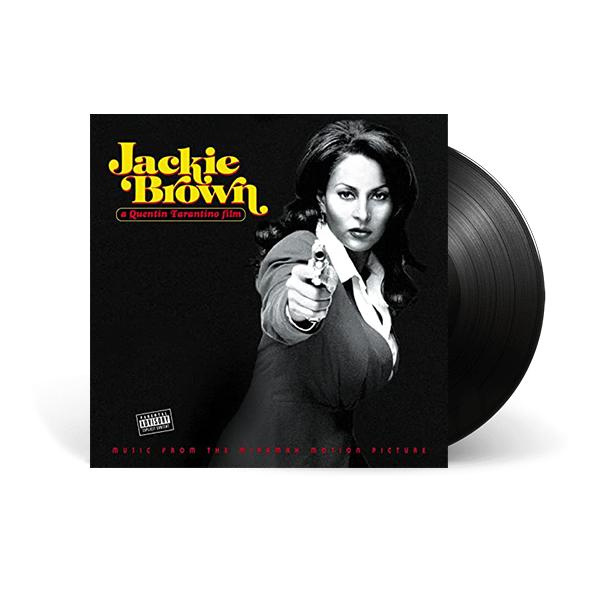 Jackie
Brown
a Quentin Tarantino film
PARENTAL
ADVISORY
EXPLICIT CONTENT
MUSIC FROM THE MIRAMAX MOTION PICTURE